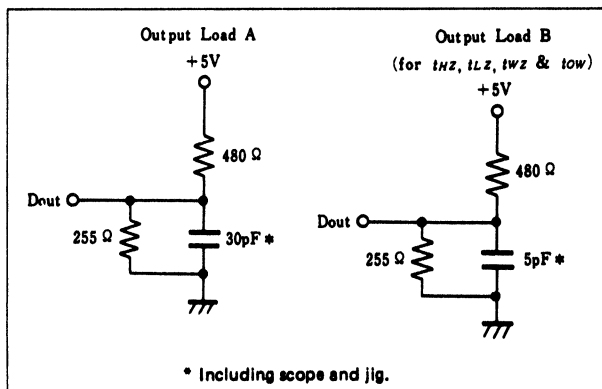 Output Load A
+5V
480 Ω
Dout
255 Ω
30pF *
Output Load B
(for tHZ, tLZ, tWZ & tOW)
+5V
480 Ω
Dout
255 Ω
5pF *
* Including scope and jig.